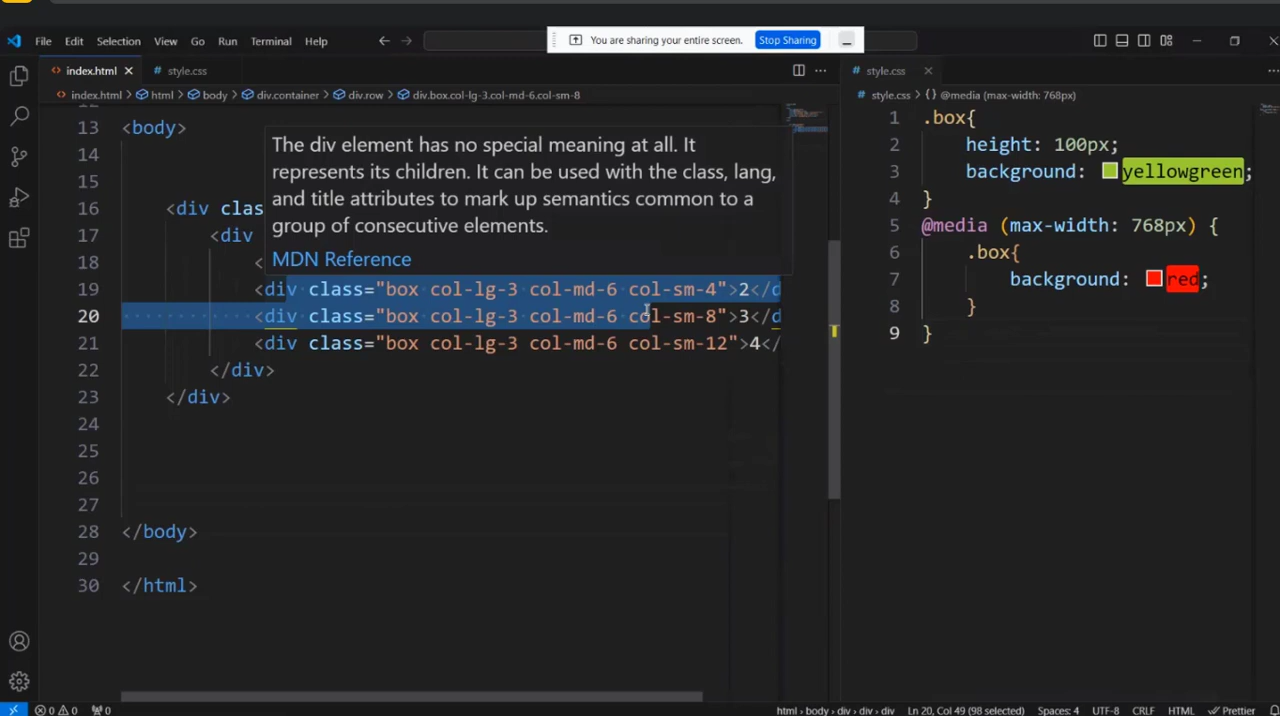 File Edit Selection View Go Run Terminal Help
You are sharing your entire screen. Stop Sharing
index.html
style.css
style.css
index.html > html > body > div.container > div.row > div.box.col-lg-3.col-md-6.col-sm-8
style.css > {} @media (max-width: 768px)
12
13 <body>
14
15
16 <div clas
17 <div
18 <
19 <div class="box col-lg-3 col-md-6 col-sm-4">2</d
20 <div class="box col-lg-3 col-md-6 col-sm-8">3</d
21 <div class="box col-lg-3 col-md-6 col-sm-12">4</
22 </div>
23 </div>
24
25
26
27
28 </body>
29
30 </html>
The div element has no special meaning at all. It
represents its children. It can be used with the class, lang,
and title attributes to mark up semantics common to a
group of consecutive elements.
MDN Reference
1 .box{
2 height: 100px;
3 background: yellowgreen;
4 }
5 @media (max-width: 768px) {
6 .box{
7 background: red;
8 }
9 }
0 0 0 html > body > div > div > div Ln 20, Col 49 (98 selected) Spaces: 4 UTF-8 CRLF HTML Prettier